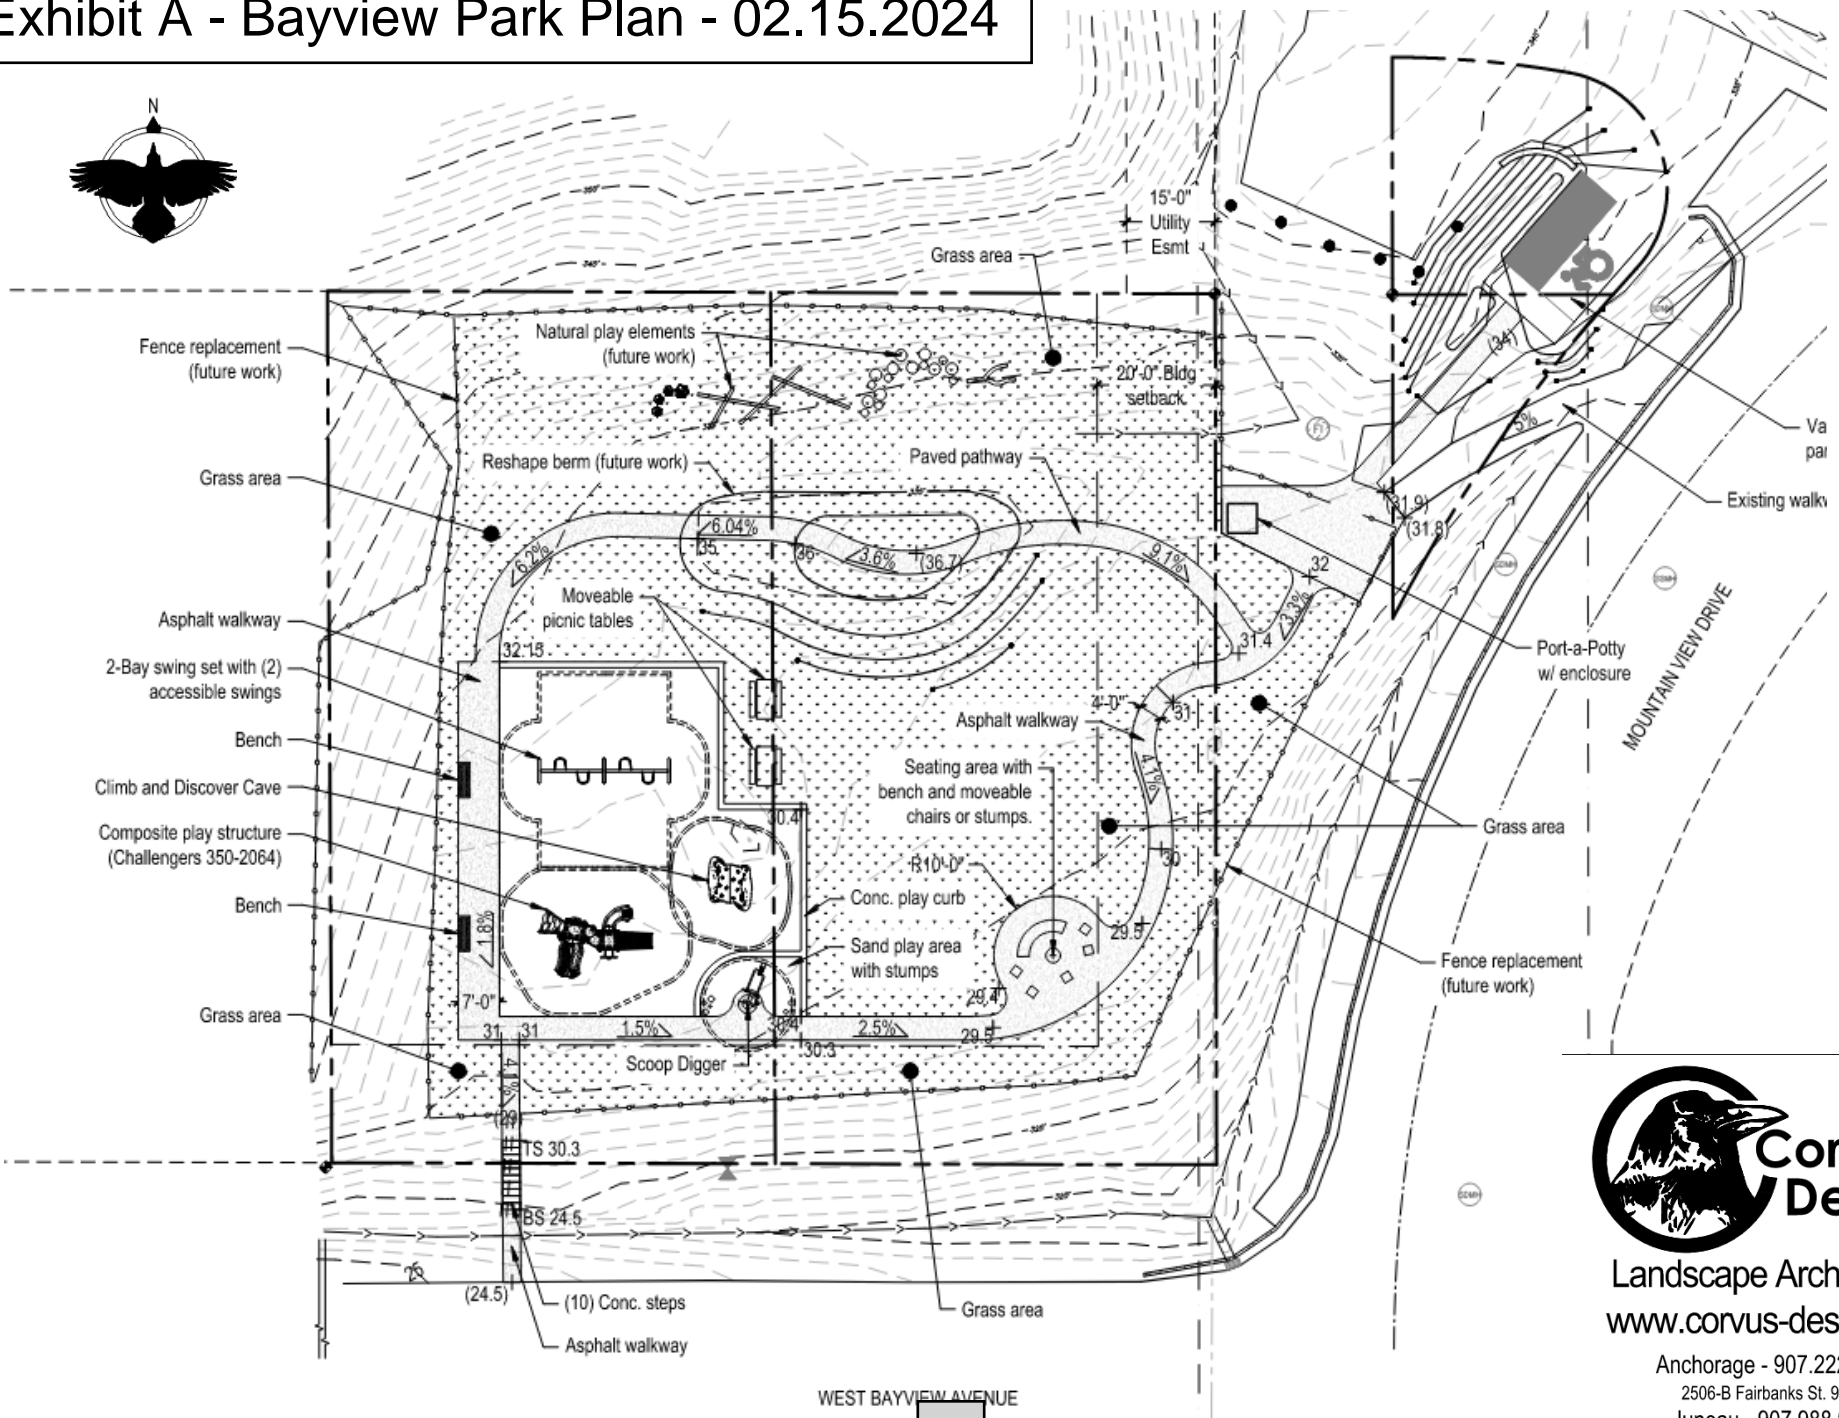 Exhibit A - Bayview Park Plan - 02.15.2024
N
15'-0"
Utility
Esmt
Grass area
Natural play elements
(future work)
Fence replacement
(future work)
20'-0" Bldg
setback
(34)
5%
Reshape berm (future work)
Paved pathway
Grass area
Existing
(31.9)
(31.8)
6.04%
35
36
3.6%
(36.7)
9.1%
6.2%
32
3.3%
Moveable
picnic tables
Asphalt walkway
31.4
32.15
Port-a-Potty
w/ enclosure
2-Bay swing set with (2)
accessible swings
MOUNTAIN VIEW DRIVE
4'-0"
31
Asphalt walkway
Bench
Seating area with
bench and moveable
chairs or stumps.
4.1%
Climb and Discover Cave
30.4
Grass area
Composite play structure
(Challengers 350-2064)
30
R10'-0"
Conc. play curb
Bench
1.8%
29.5
Sand play area
with stumps
Fence replacement
(future work)
7'-0"
29.4
Grass area
31
31
1.5%
2.5%
29.5
30.3
Scoop Digger
4.1%
(29)
TS 30.3
BS 24.5
25
(24.5)
(10) Conc. steps
Grass area
Asphalt walkway
WEST BAYVIEW AVENUE
Landscape
www.corvus-des
Anchorage - 907.222
2506-B Fairbanks St.